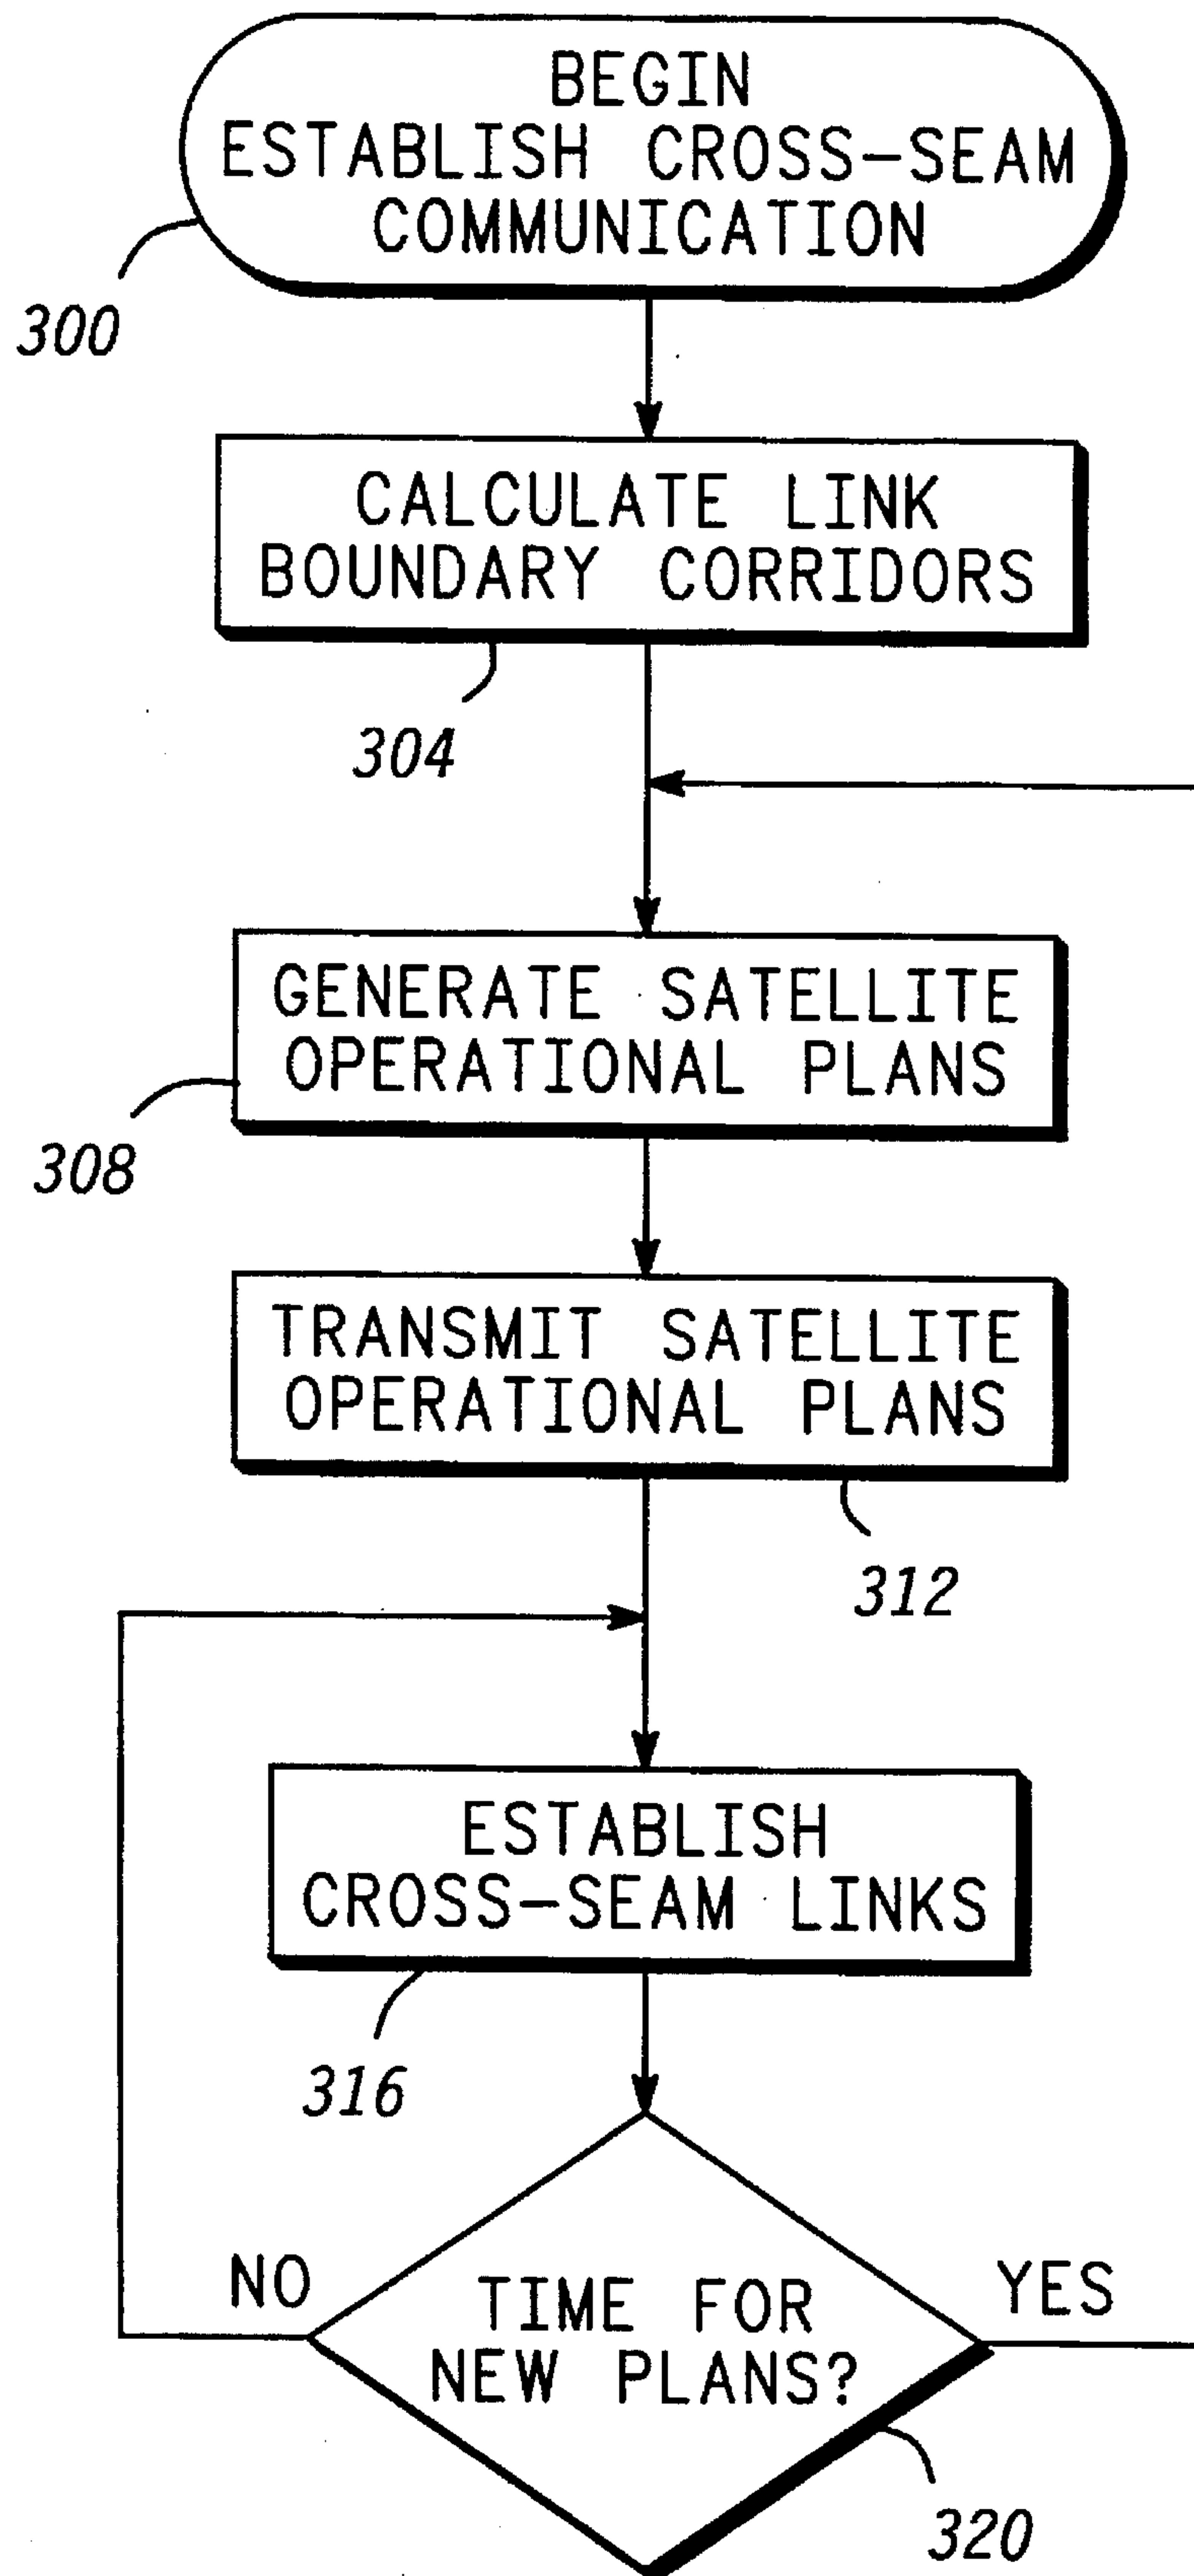 BEGIN
ESTABLISH CROSS-SEAM
COMMUNICATION
300
CALCULATE LINK
BOUNDARY CORRIDORS
304
GENERATE SATELLITE
OPERATIONAL PLANS
308
TRANSMIT SATELLITE
OPERATIONAL PLANS
312
ESTABLISH
CROSS-SEAM LINKS
316
NO
YES
TIME FOR
NEW PLANS?
320